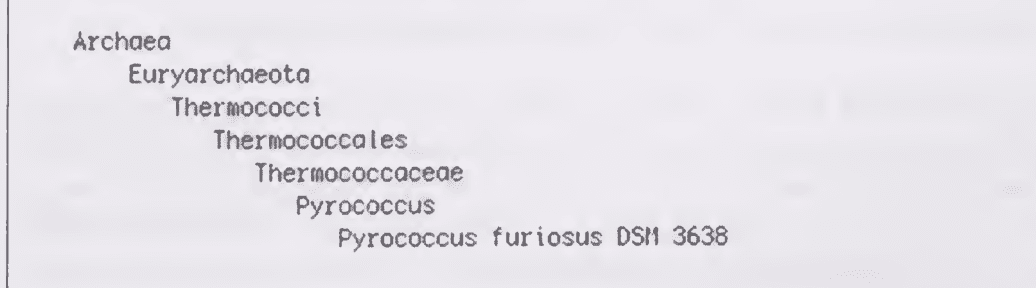 Archaea
Euryarchaeota
Thermococci
Thermococcales
Thermococcaceae
Pyrococcus
Pyrococcus furiosus DSM 3638